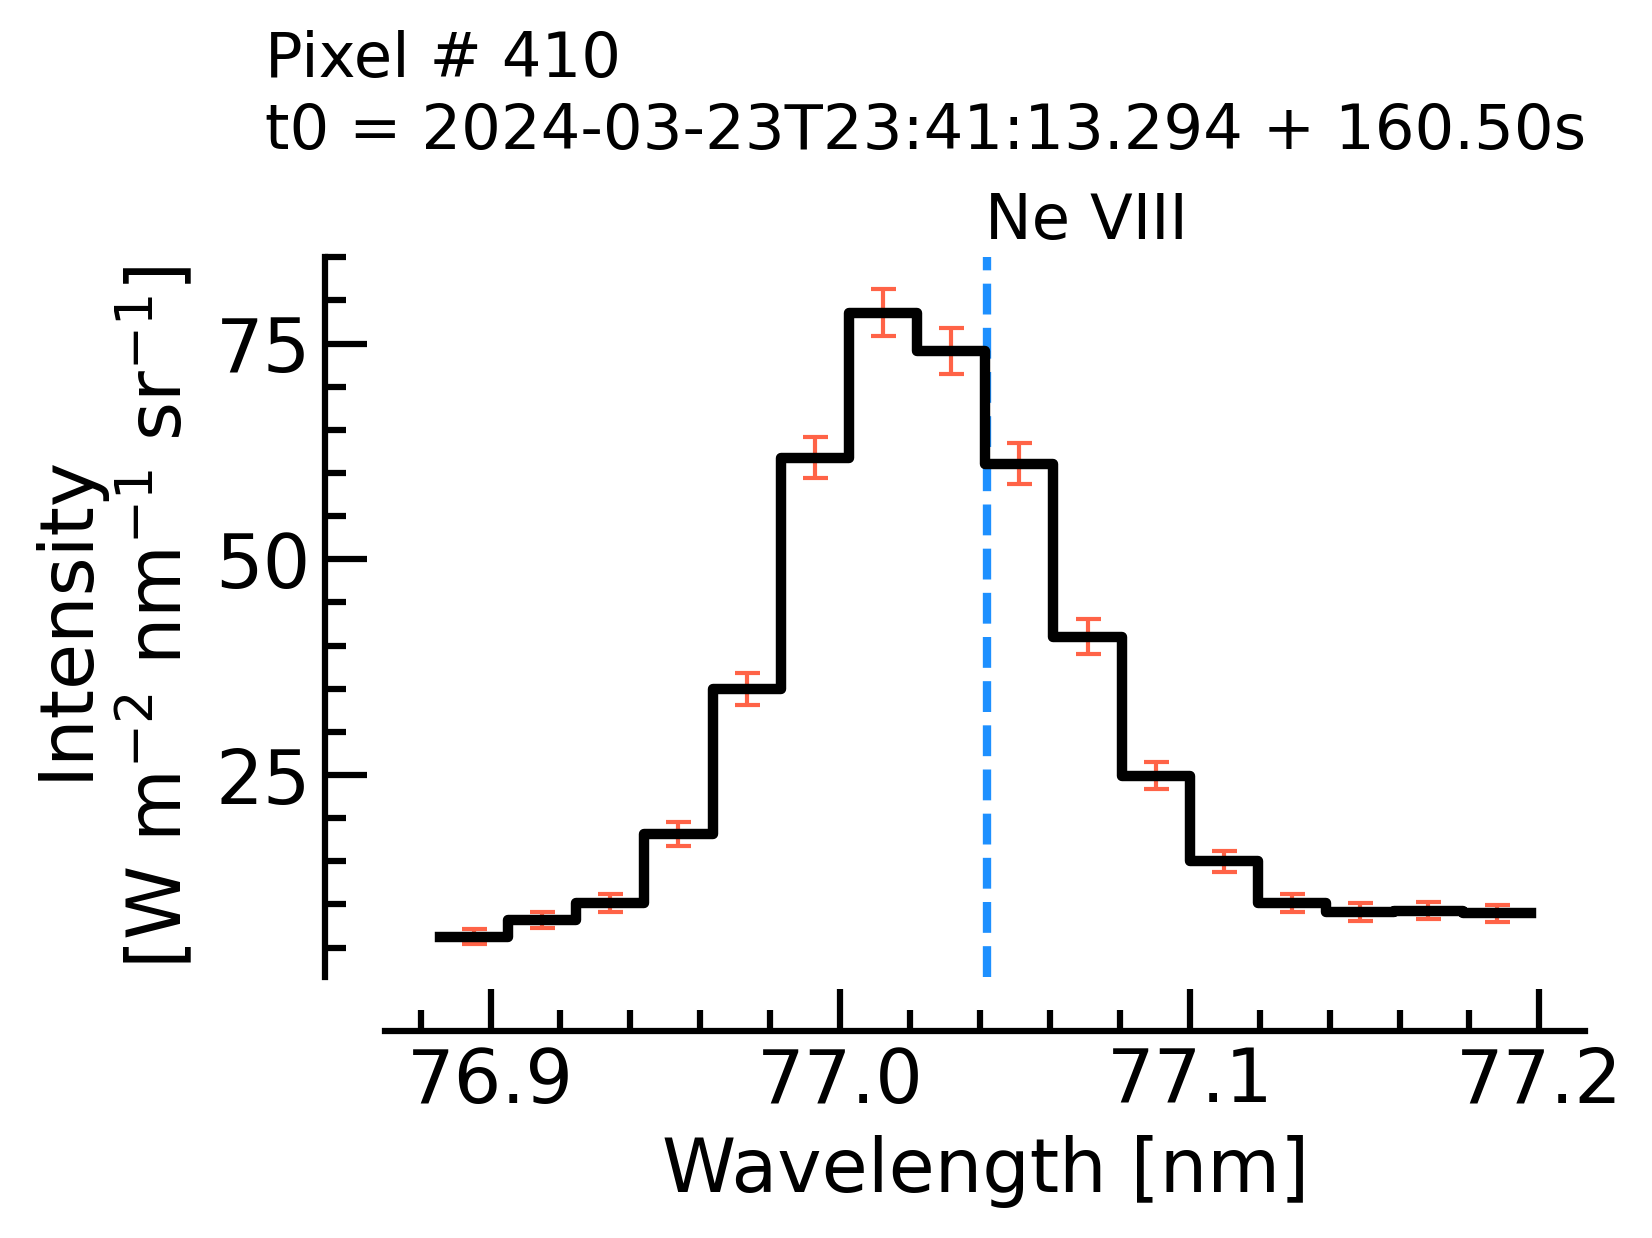 Pixel # 410
t0 = 2024-03-23T23:41:13.294 + 160.50s
Ne VIII
Intensity
[W m⁻² nm⁻¹ sr⁻¹]
75
50
25
76.9 77.0 77.1 77.2
Wavelength [nm]